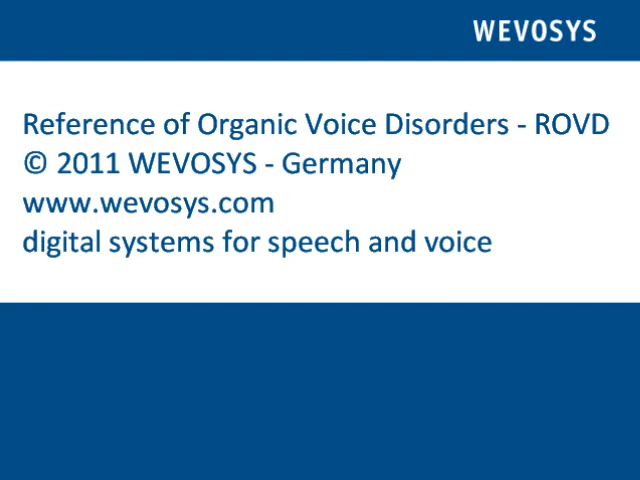 WEVOSYS
Reference of Organic Voice Disorders - ROVD
© 2011 WEVOSYS - Germany
www.wevosys.com
digital systems for speech and voice